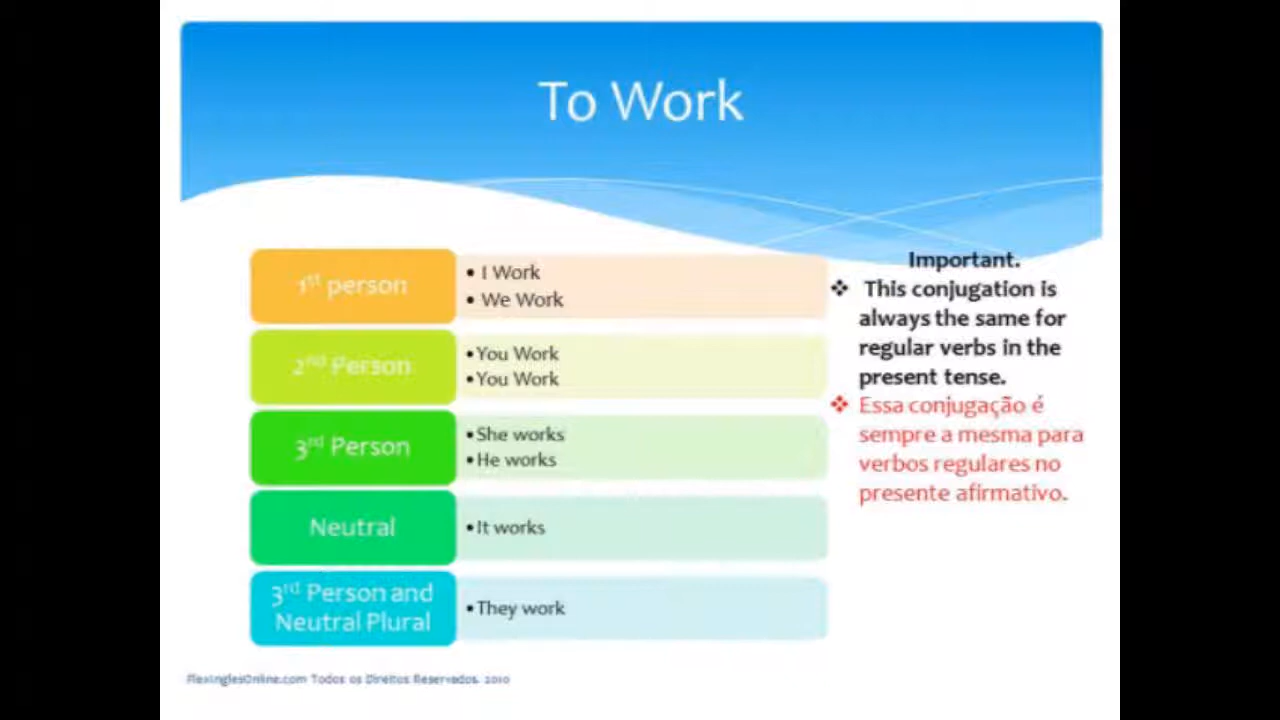 To Work
1st person
• I Work
• We Work
2nd Person
• You Work
• You Work
3rd Person
• She works
• He works
Neutral
• It works
3rd Person and
Neutral Plural
• They work
Important.
❖ This conjugation is
always the same for
regular verbs in the
present tense.
❖ Essa conjugação é
sempre a mesma para
verbos regulares no
presente afirmativo.
FlexInglesOnline.com Todos os Direitos Reservados. 2010